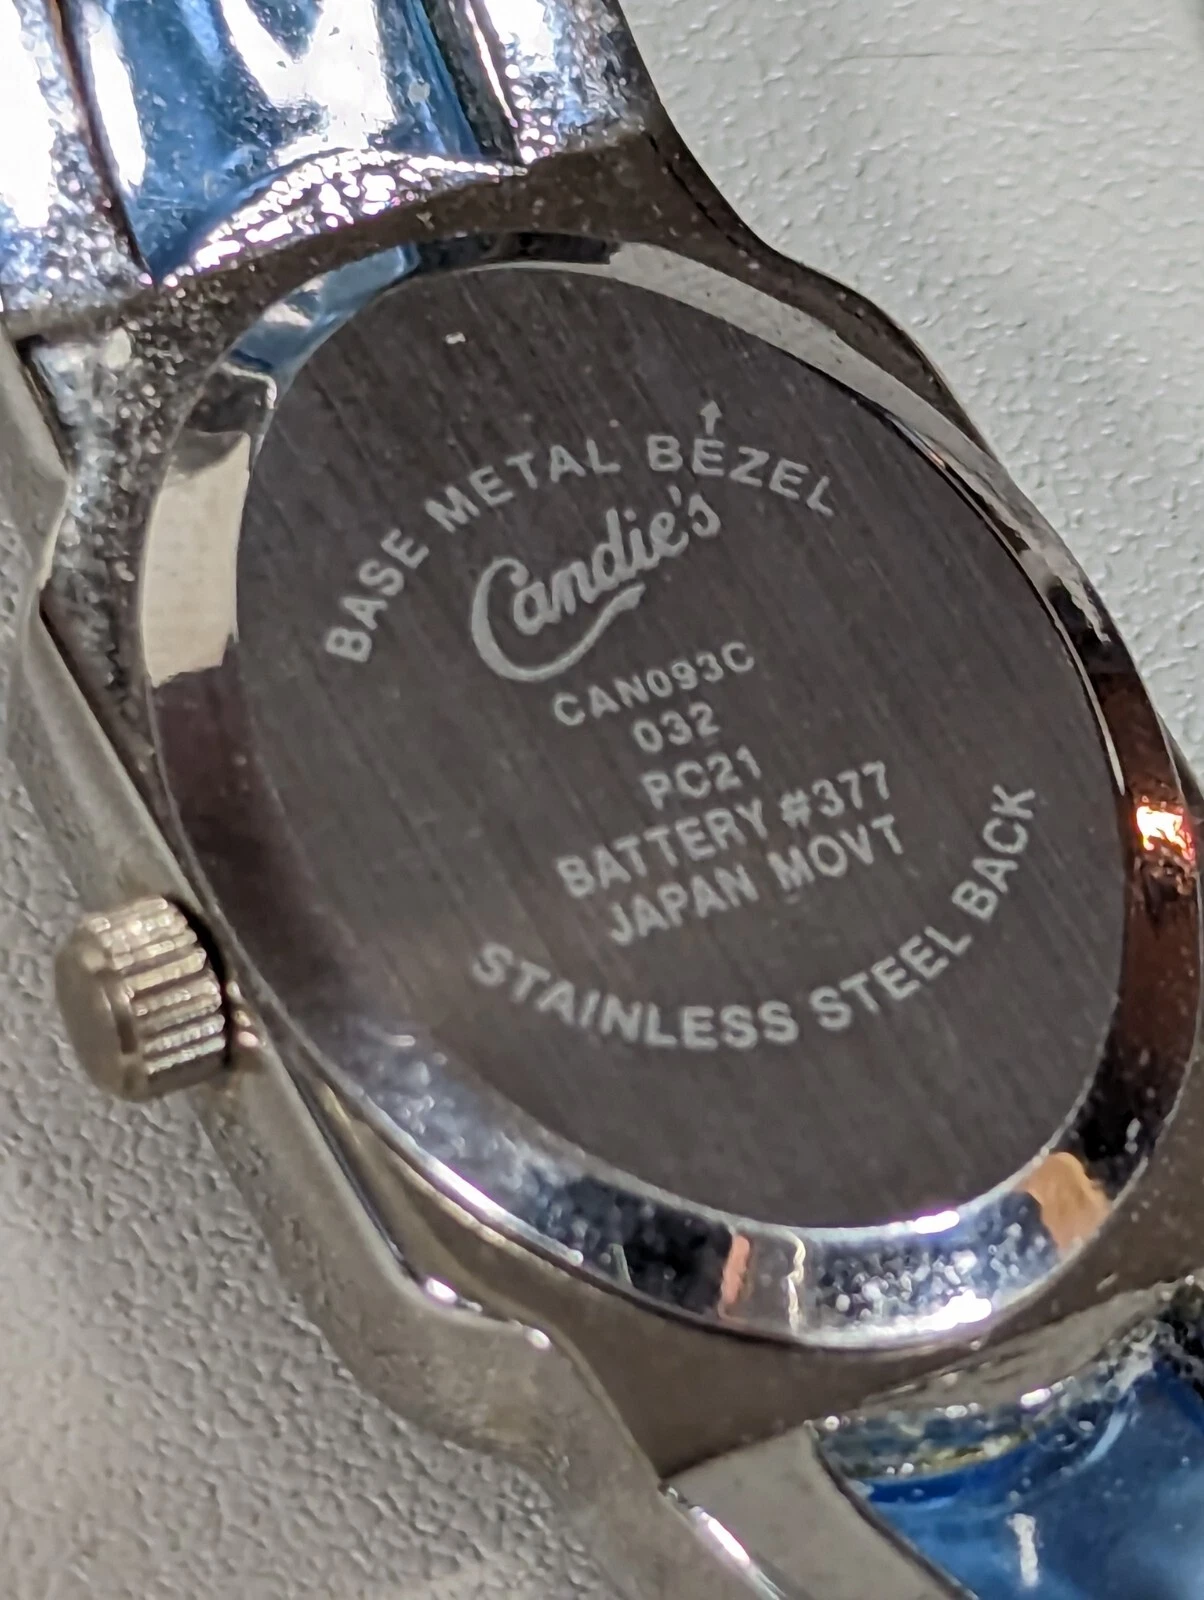 BASE METAL BEZEL
Candie's
CAN093C
032
PC21
BATTERY #377
JAPAN MOVT
STAINLESS STEEL BACK